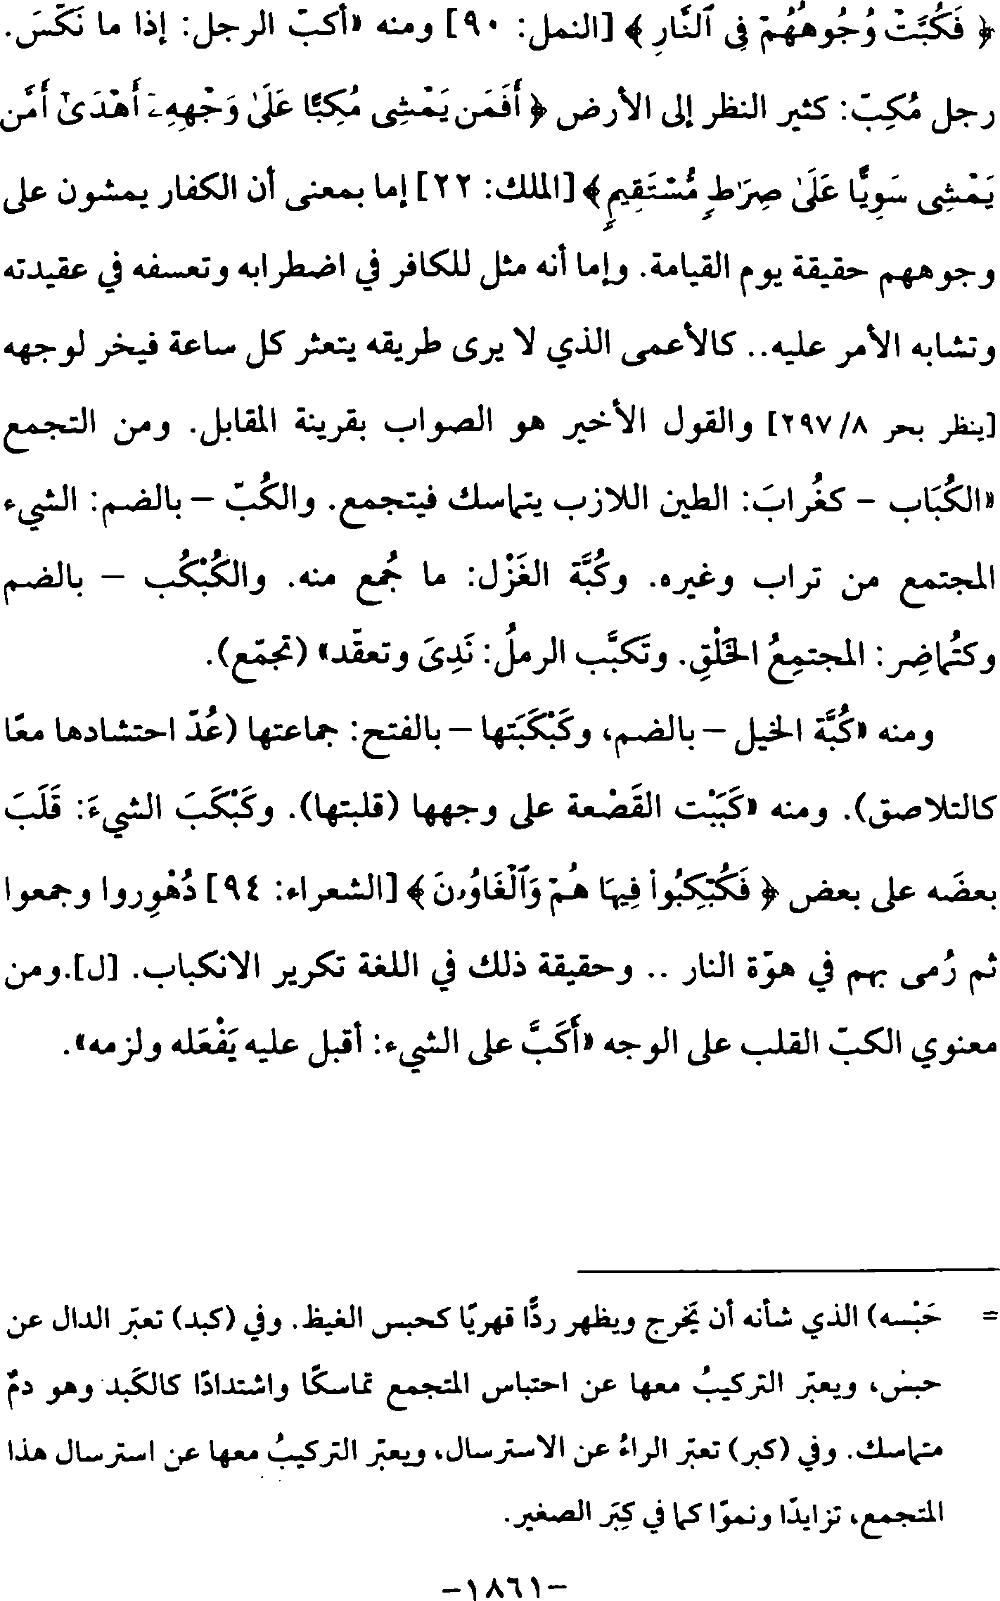 ﴿ فَكُبَّتْ وُجُوهُهُمْ فِي ٱلنَّارِ ﴾ [النمل: ٩٠] ومنه «أكبّ الرجل: إذا ما نَكّسَ.
رجل مُكِبّ: كثير النظر إلى الأرض ﴿ أَفَمَن يَمْشِى مُكِبًّا عَلَىٰ وَجْهِهِۦٓ أَهْدَىٰٓ أَمَّن
يَمْشِى سَوِيًّا عَلَىٰ صِرَٰطٍ مُّسْتَقِيمٍ﴾ [الملك: ٢٢] إما بمعنى أن الكفار يمشون على
وجوههم حقيقة يوم القيامة. وإما أنه مثل للكافر في اضطرابه وتعسفه في عقيدته
وتشابه الأمر عليه.. كالأعمى الذي لا يرى طريقه يتعثر كل ساعة فيخر لوجهه
[ينظر بحر ٨/ ٢٩٧] والقول الأخير هو الصواب بقرينة المقابل. ومن التجمع
«الكُبَاب – كغُرابَ: الطين اللازب يتماسك فيتجمع. والكُبّ – بالضم: الشيء
المجتمع من تراب وغيره. وكُبَّة الغَزْل: ما جُمع منه. والكُبْكُب – بالضم
وكتُماضِر: المجتمِعُ الخَلْقِ. وتَكبَّب الرملُ: نَدِىَ وتعقّد» (تجمّع).
ومنه «كُبَّة الخيل – بالضم، وكَبْكَبَتها – بالفتح: جماعتها (عُدّ احتشادها معًا
كالتلاصق). ومنه «كَبَبْت القَصْعة على وجهها (قلبتها). وكَبْكَبَ الشيءَ: قَلَبَ
بعضَه على بعض ﴿ فَكُبْكِبُوا۟ فِيهَا هُمْ وَٱلْغَاوُۥنَ ﴾ [الشعراء: ٩٤] دُهْوِروا وجمعوا
ثم رُمى بهم في هوّة النار .. وحقيقة ذلك في اللغة تكرير الانكباب. [ل].ومن
معنوي الكبّ القلب على الوجه «أَكَبَّ على الشيء: أقبل عليه يَفْعَله ولزمه».
= حَبْسه) الذي شأنه أن يَخرج ويظهر ردًّا قهريًا كحبس الغيظ. وفي (كبد) تعبّر الدال عن
حبس، ويعبّر التركيبُ معها عن احتباس المتجمع تماسكًا واشتدادًا كالكَبد وهو دمٌ
متماسك. وفي (كبر) تعبّر الراءُ عن الاسترسال، ويعبّر التركيبُ معها عن استرسال هذا
المتجمع، تزايدًا ونموّا كما في كِبَر الصغير.
–١٨٦١–